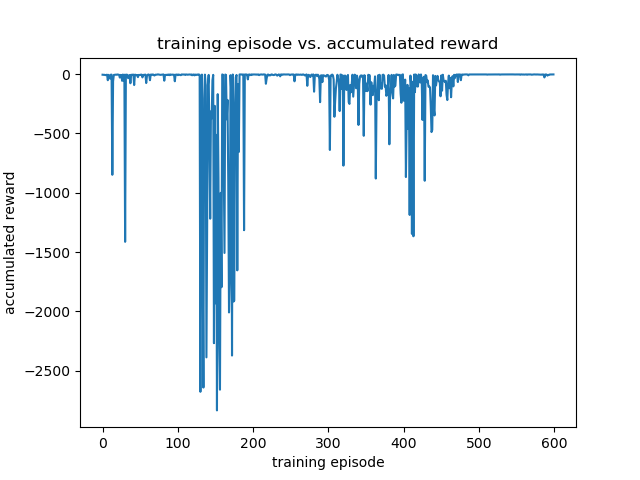 training episode vs. accumulated reward
0
−500
−1000
−1500
−2000
−2500
accumulated reward
0 100 200 300 400 500 600
training episode